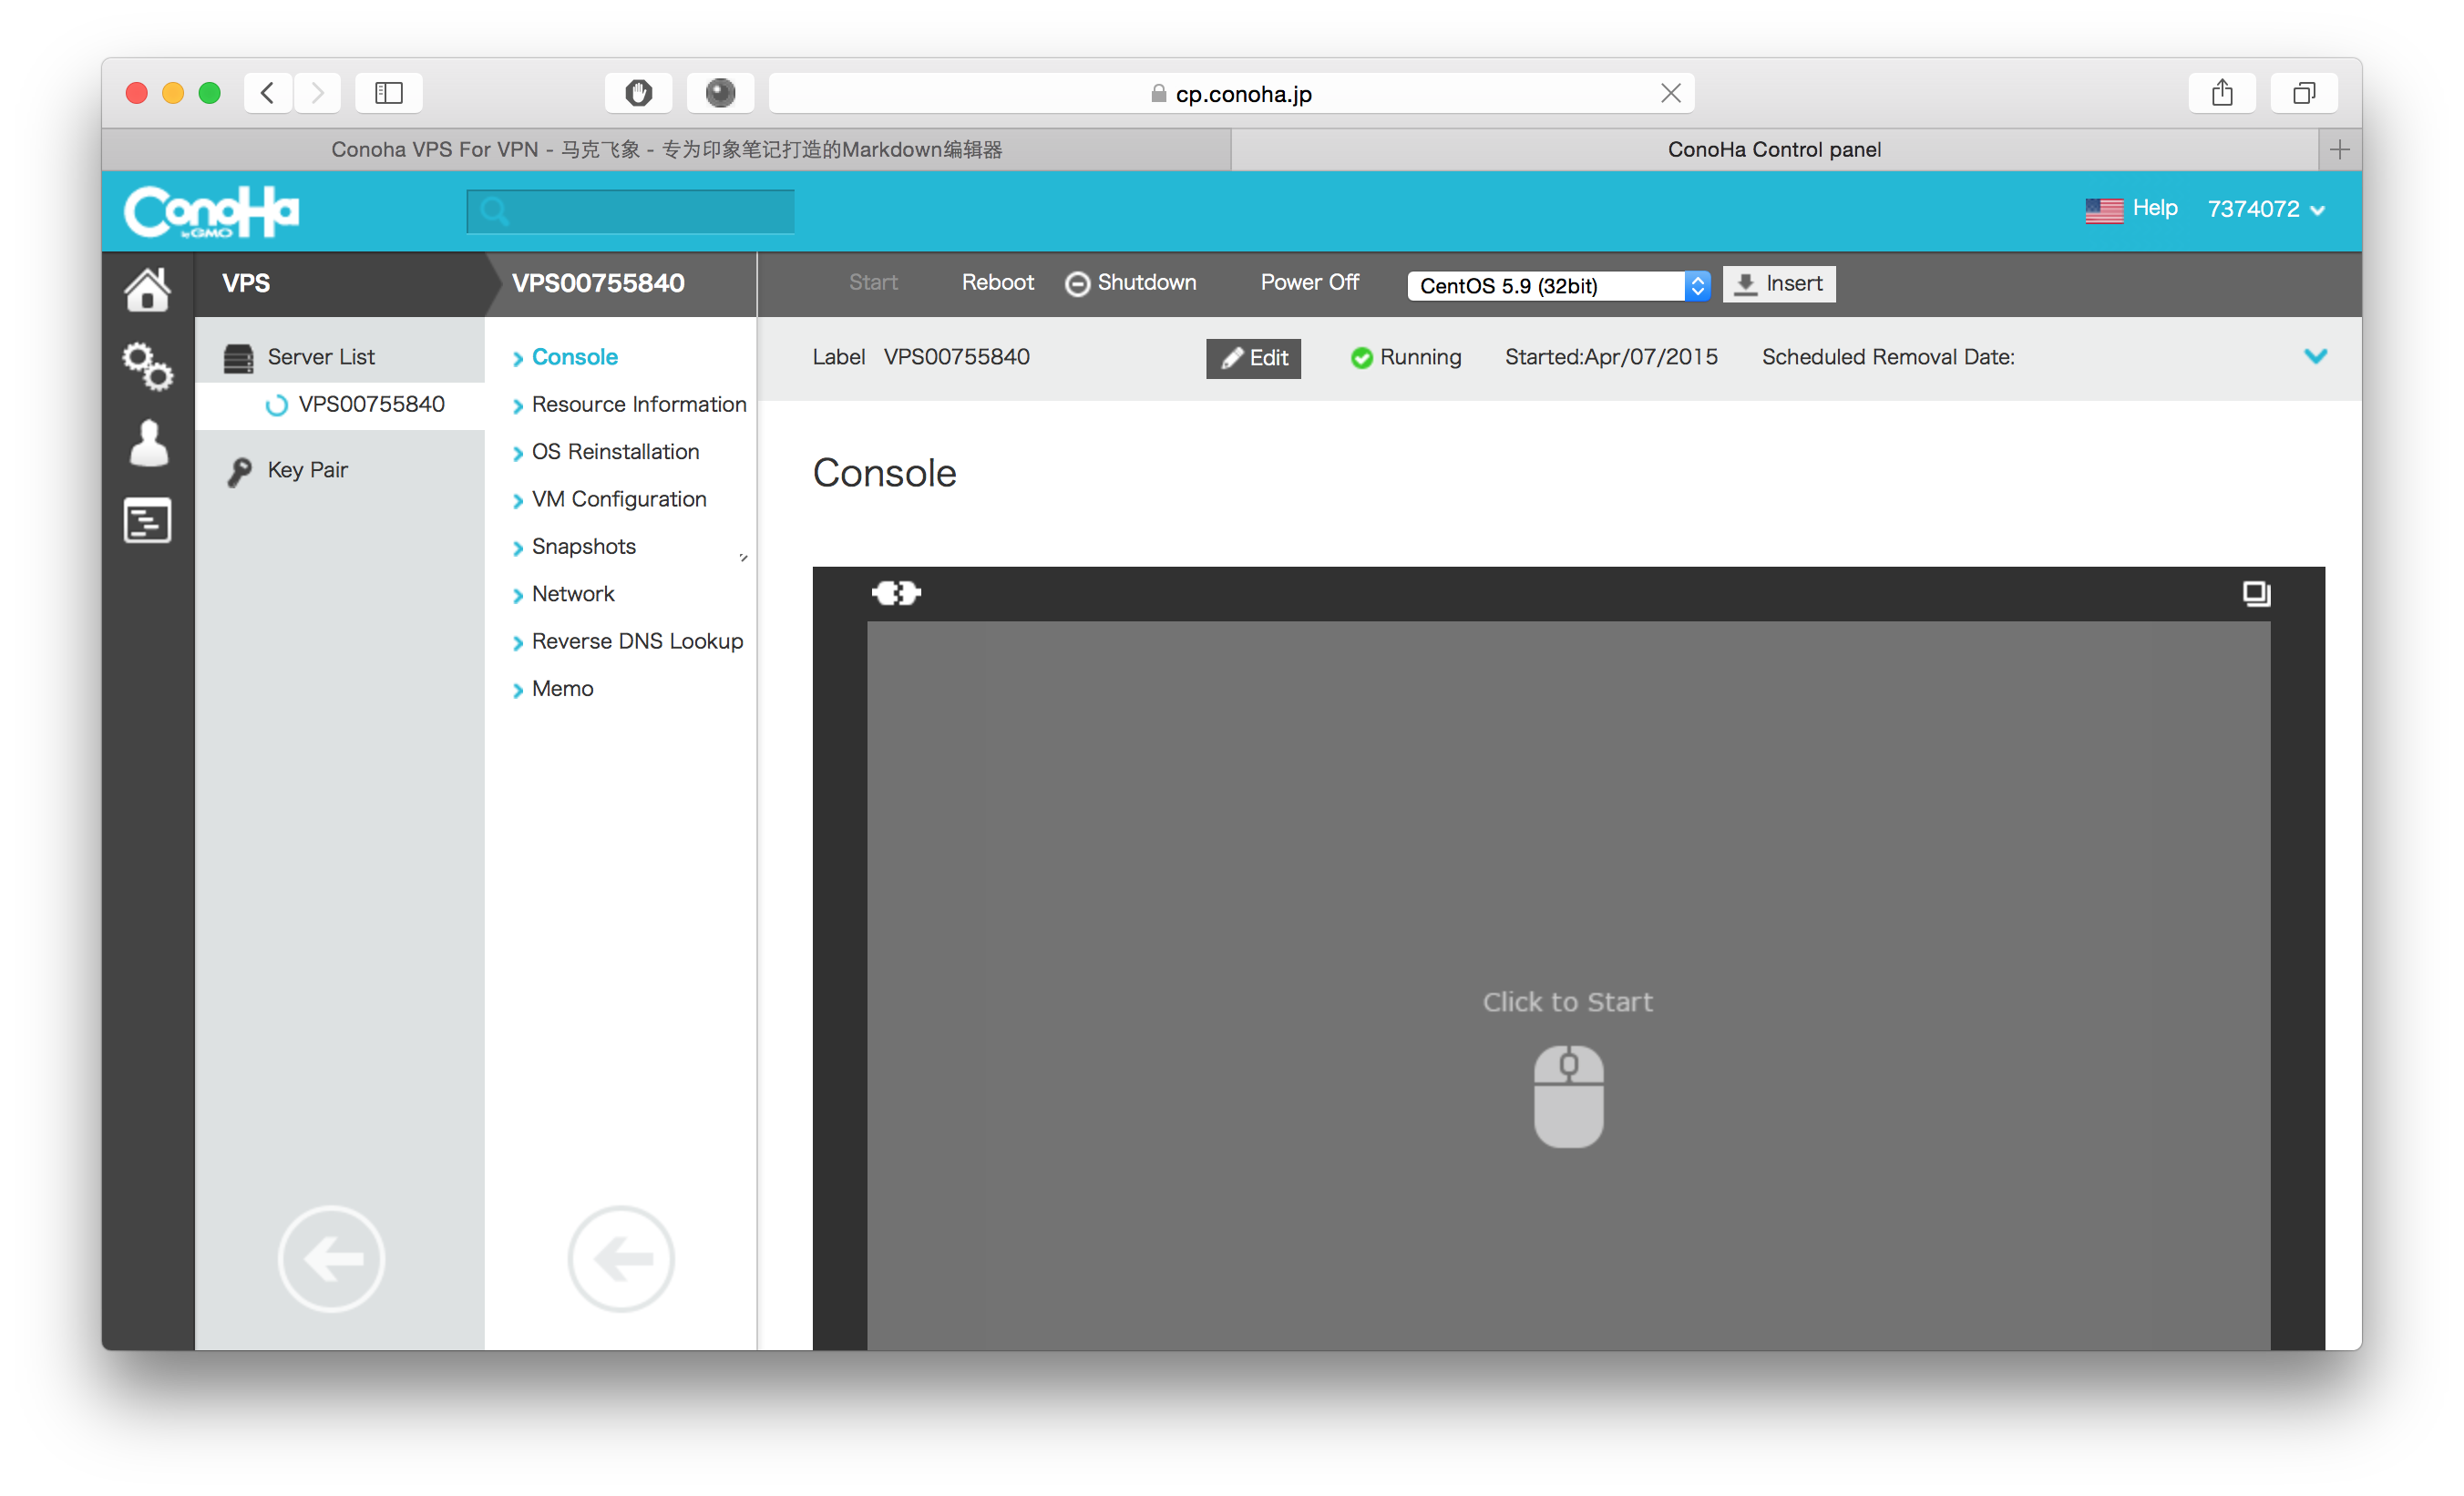 cp.conoha.jp
Conoha VPS For VPN - 马克飞象 - 专为印象笔记打造的Markdown编辑器
ConoHa Control panel
ConoHa by GMO
Help 7374072
VPS VPS00755840 Start Reboot Shutdown Power Off CentOS 5.9 (32bit) Insert
Server List
VPS00755840
Key Pair
Console
Resource Information
OS Reinstallation
VM Configuration
Snapshots
Network
Reverse DNS Lookup
Memo
Label VPS00755840 Edit Running Started:Apr/07/2015 Scheduled Removal Date:
Console
Click to Start